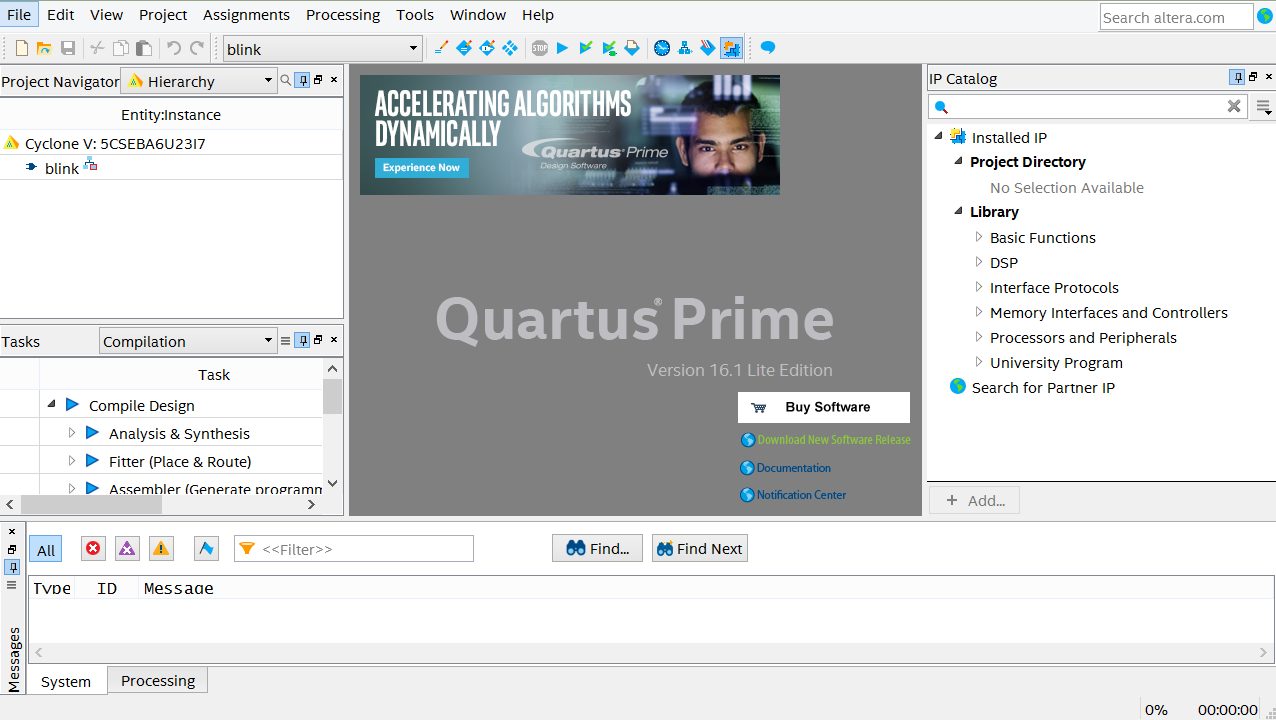 File Edit View Project Assignments Processing Tools Window Help
Search altera.com
blink
STOP
Project Navigator Hierarchy
Entity:Instance
Cyclone V: 5CSEBA6U23I7
blink
Tasks Compilation
Task
Compile Design
Analysis & Synthesis
Fitter (Place & Route)
Assembler (Generate programm
ACCELERATING ALGORITHMS
DYNAMICALLY
Experience Now
Quartus Prime
Design Software
Quartus® Prime
Version 16.1 Lite Edition
Buy Software
Download New Software Release
Documentation
Notification Center
IP Catalog
Installed IP
Project Directory
No Selection Available
Library
Basic Functions
DSP
Interface Protocols
Memory Interfaces and Controllers
Processors and Peripherals
University Program
Search for Partner IP
+ Add...
Messages
All <<Filter>> Find... Find Next
Type ID Message
System Processing
0% 00:00:00